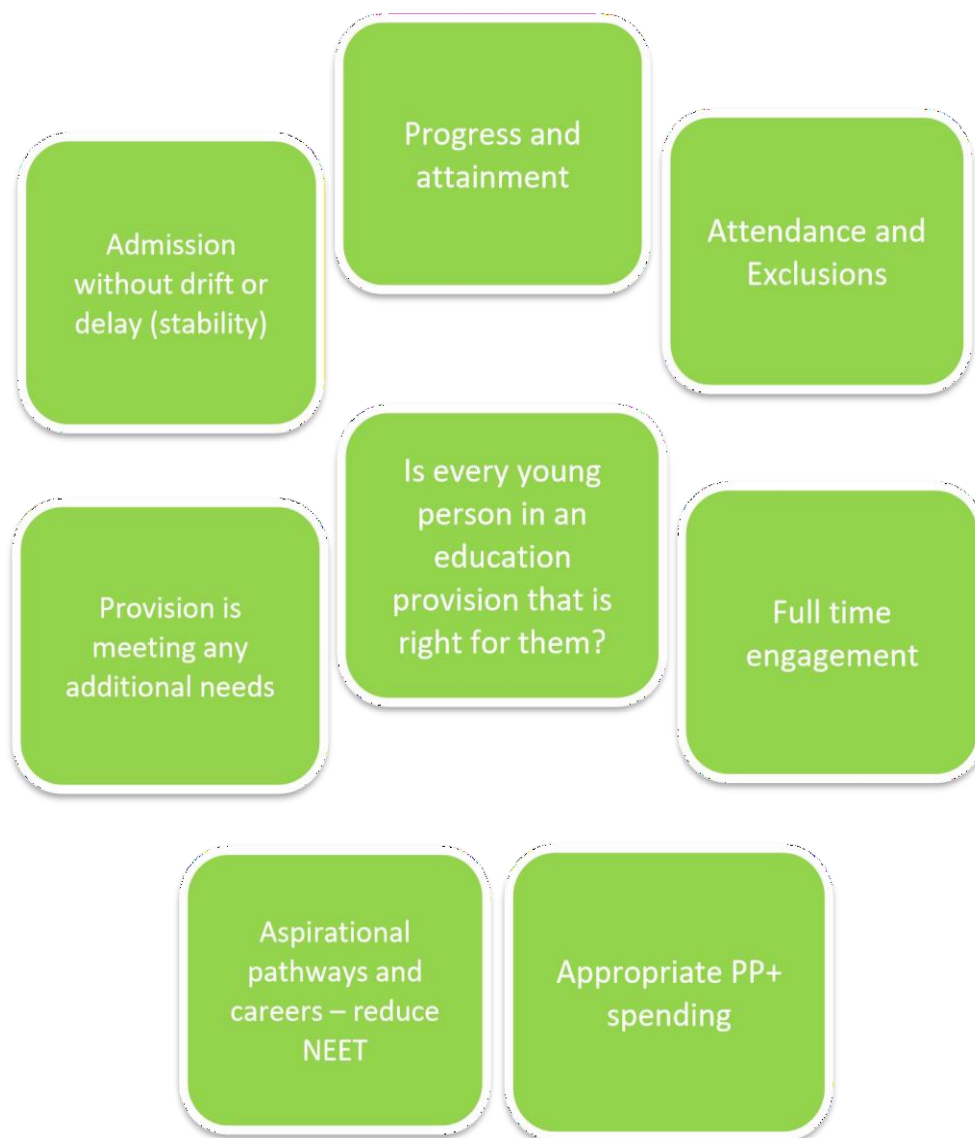 Progress and
attainment
Admission
without drift or
delay (stability)
Attendance and
Exclusions
Is every young
person in an
education
provision that is
right for them?
Provision is
meeting any
additional needs
Full time
engagement
Aspirational
pathways and
careers – reduce
NEET
Appropriate PP+
spending